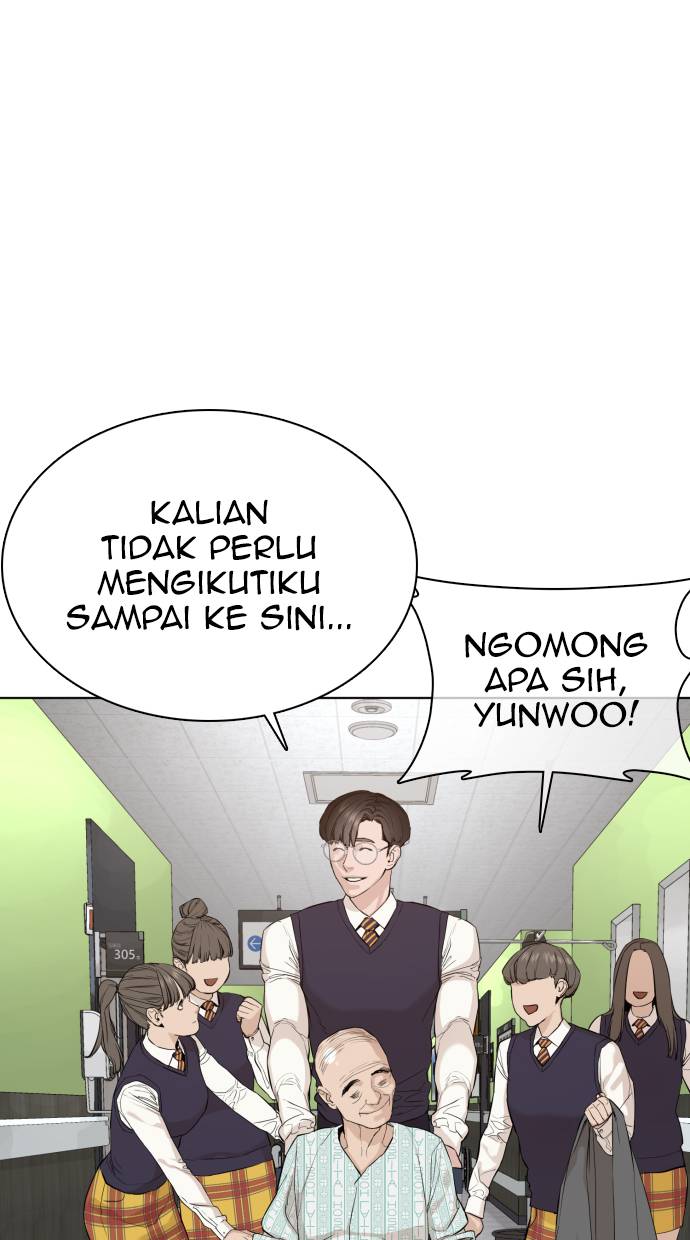 KALIAN
TIDAK PERLU
MENGIKUTIKU
SAMPAI KE SINI...
NGOMONG
APA SIH,
YUNWOO!
305